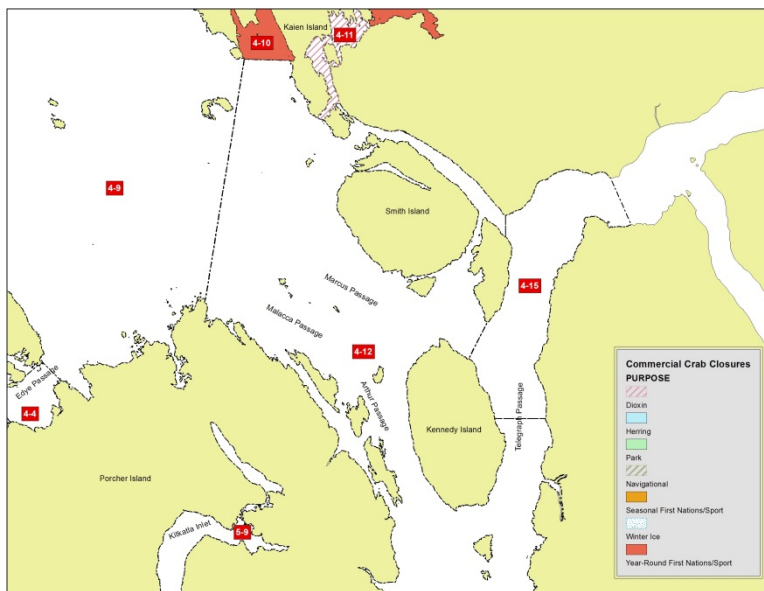 Kaien Island
4-10
4-11
4-9
Smith Island
4-15
Marcus Passage
Malacca Passage
4-12
Edye Passage
4-4
Arthur Passage
Kennedy Island
Telegraph Passage
Porcher Island
Kitkatla Inlet
5-9
Commercial Crab Closures
PURPOSE
Dioxin
Herring
Park
Navigational
Seasonal First Nations/Sport
Winter Ice
Year-Round First Nations/Sport